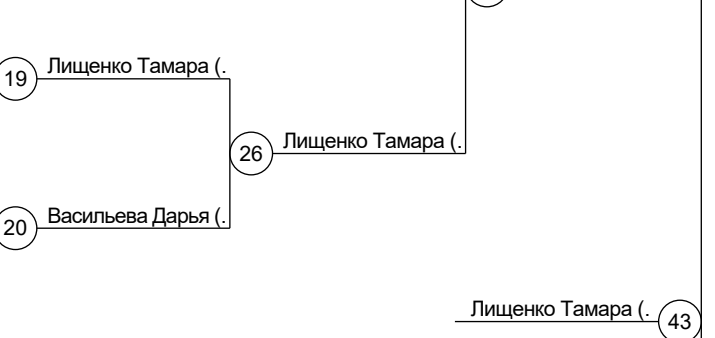 19 Лищенко Тамара (.
26 Лищенко Тамара (.
20 Васильева Дарья (.
Лищенко Тамара (. 43